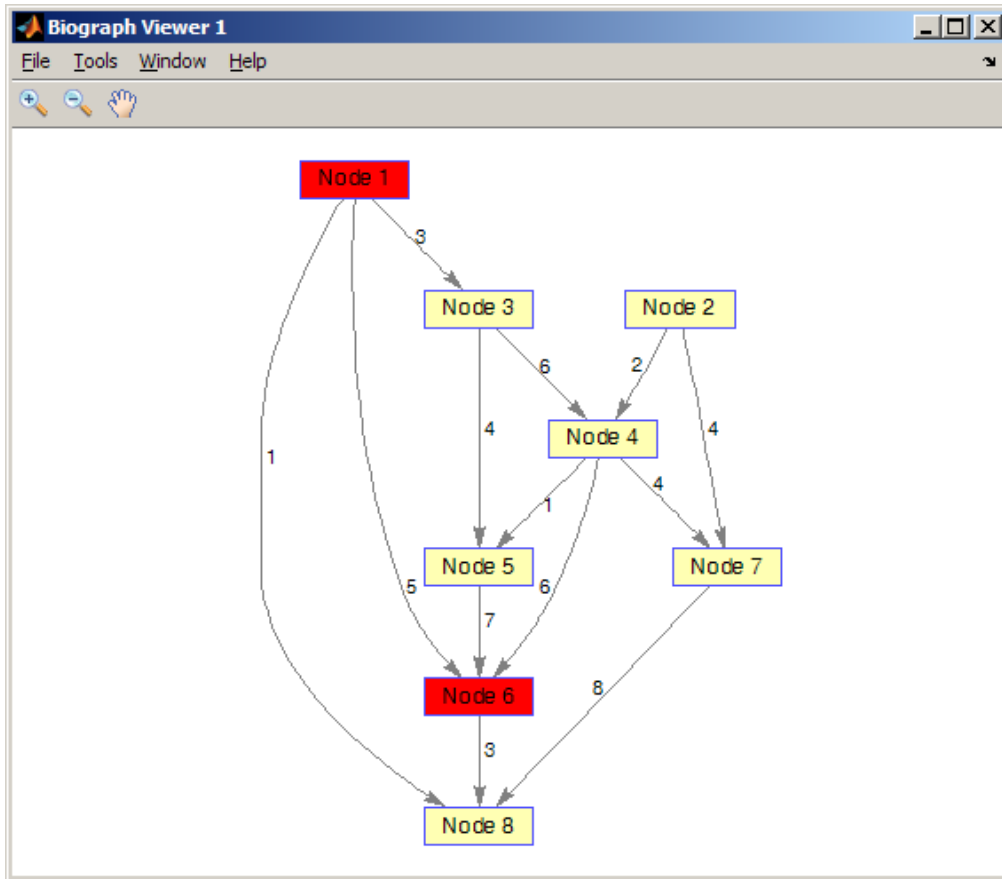 Biograph Viewer 1
File Tools Window Help
Node 1
3
Node 3
Node 2
6
2
4
4
Node 4
1
4
1
Node 5
Node 7
5
6
7
Node 6
8
3
Node 8